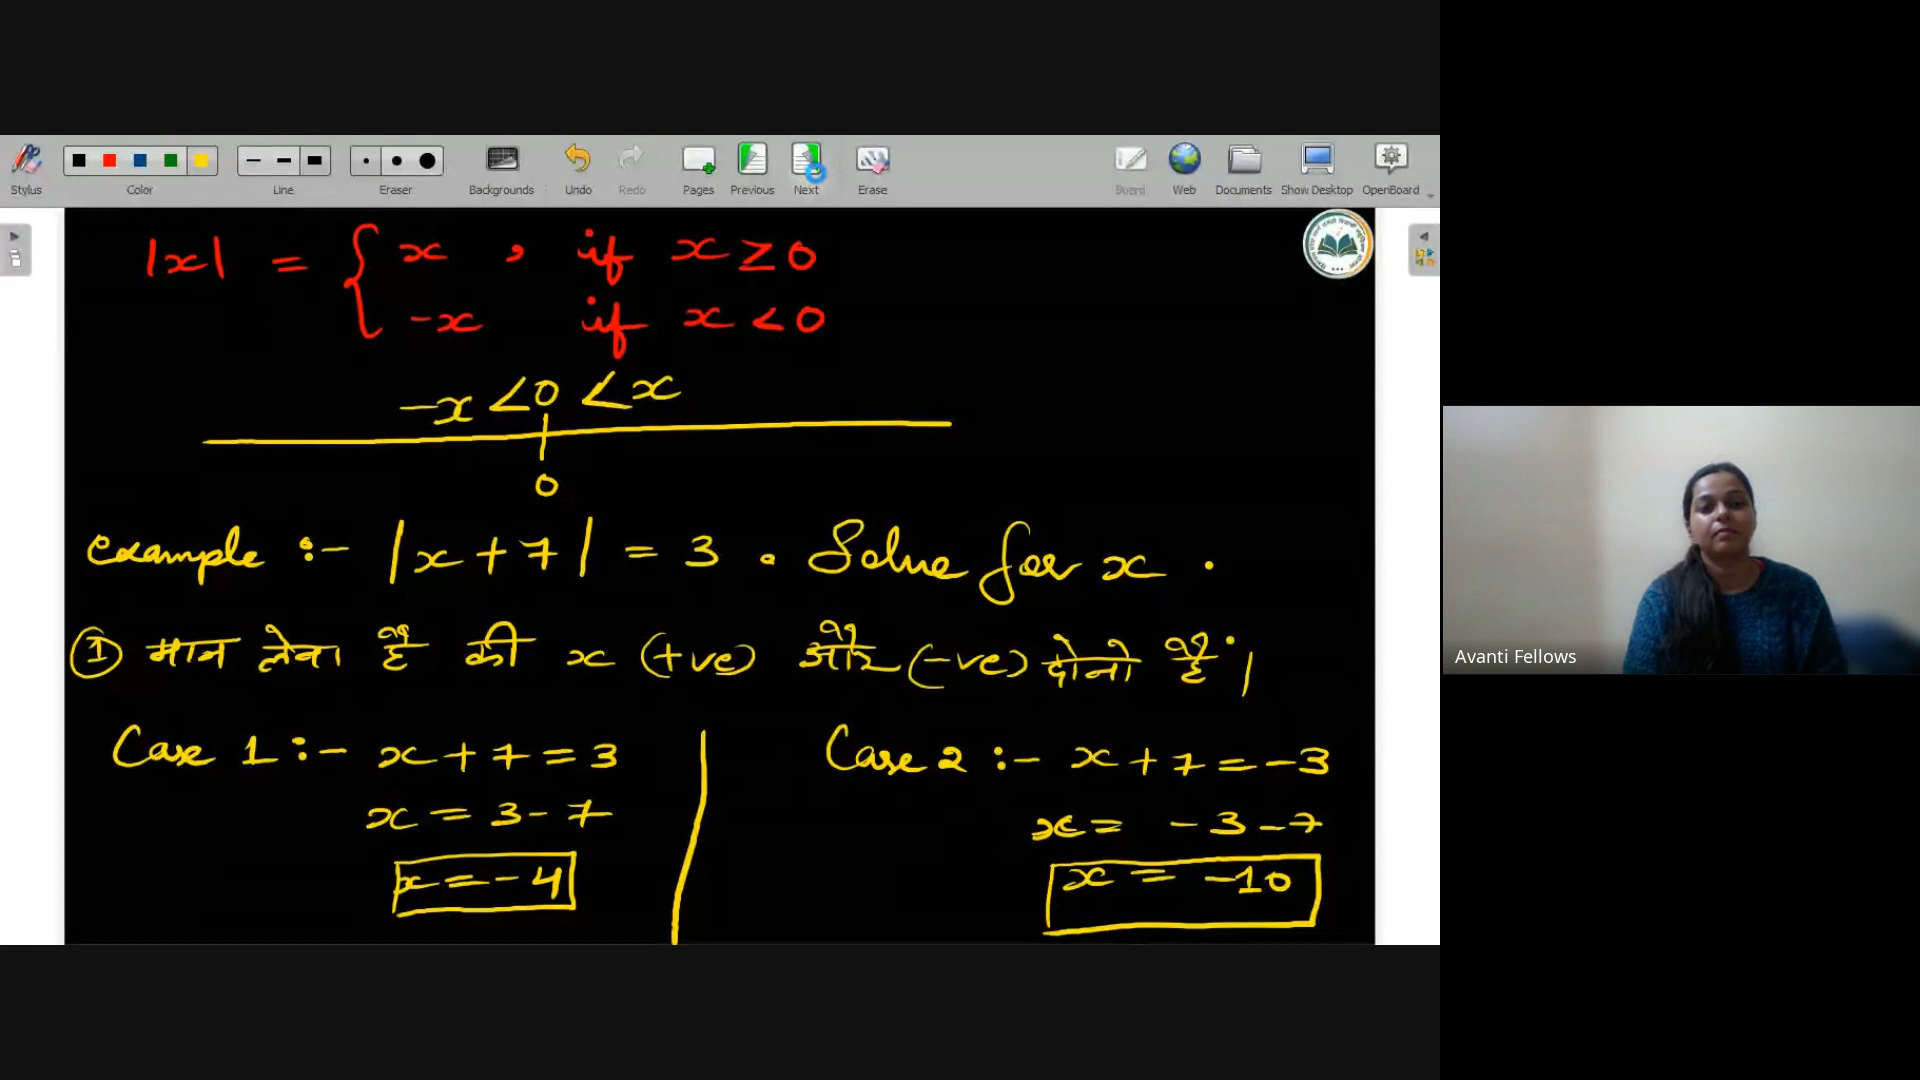 Stylus Color Line Eraser Backgrounds Undo Redo Pages Previous Next Erase Board Web Documents Show Desktop OpenBoard
|x| = { x , if x ≥ 0
-x if x < 0
-x < 0 < x
0
example :- |x + 7| = 3 . Solve for x .
① मान लेना है की x (+ve) और (-ve) दोनो है।
Case 1 :- x + 7 = 3
x = 3 - 7
x = - 4
Case 2 :- x + 7 = -3
x = - 3 - 7
x = -10
Avanti Fellows